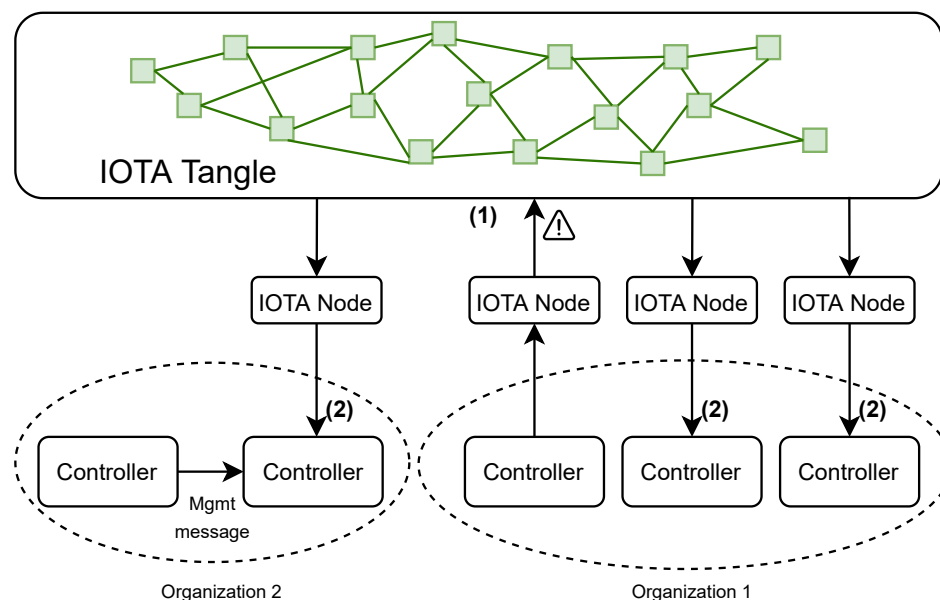 IOTA Tangle
(1)
IOTA Node
IOTA Node
IOTA Node
IOTA Node
(2)
(2)
(2)
Controller
Controller
Controller
Controller
Controller
Mgmt
message
Organization 2
Organization 1